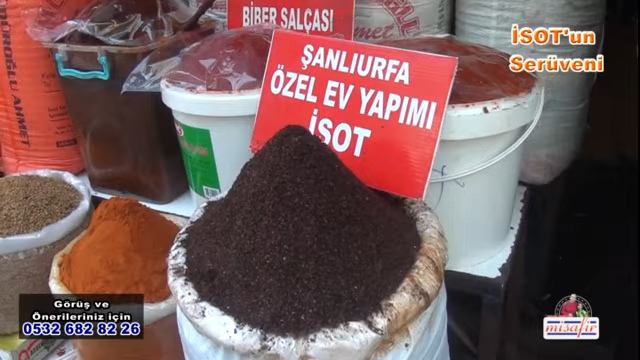 BİBER SALÇASI
ŞANLIURFA
ÖZEL EV YAPIMI
İSOT
İSOT'un
Serüveni
Görüş ve
Önerileriniz için
0532 682 82 26
misafir